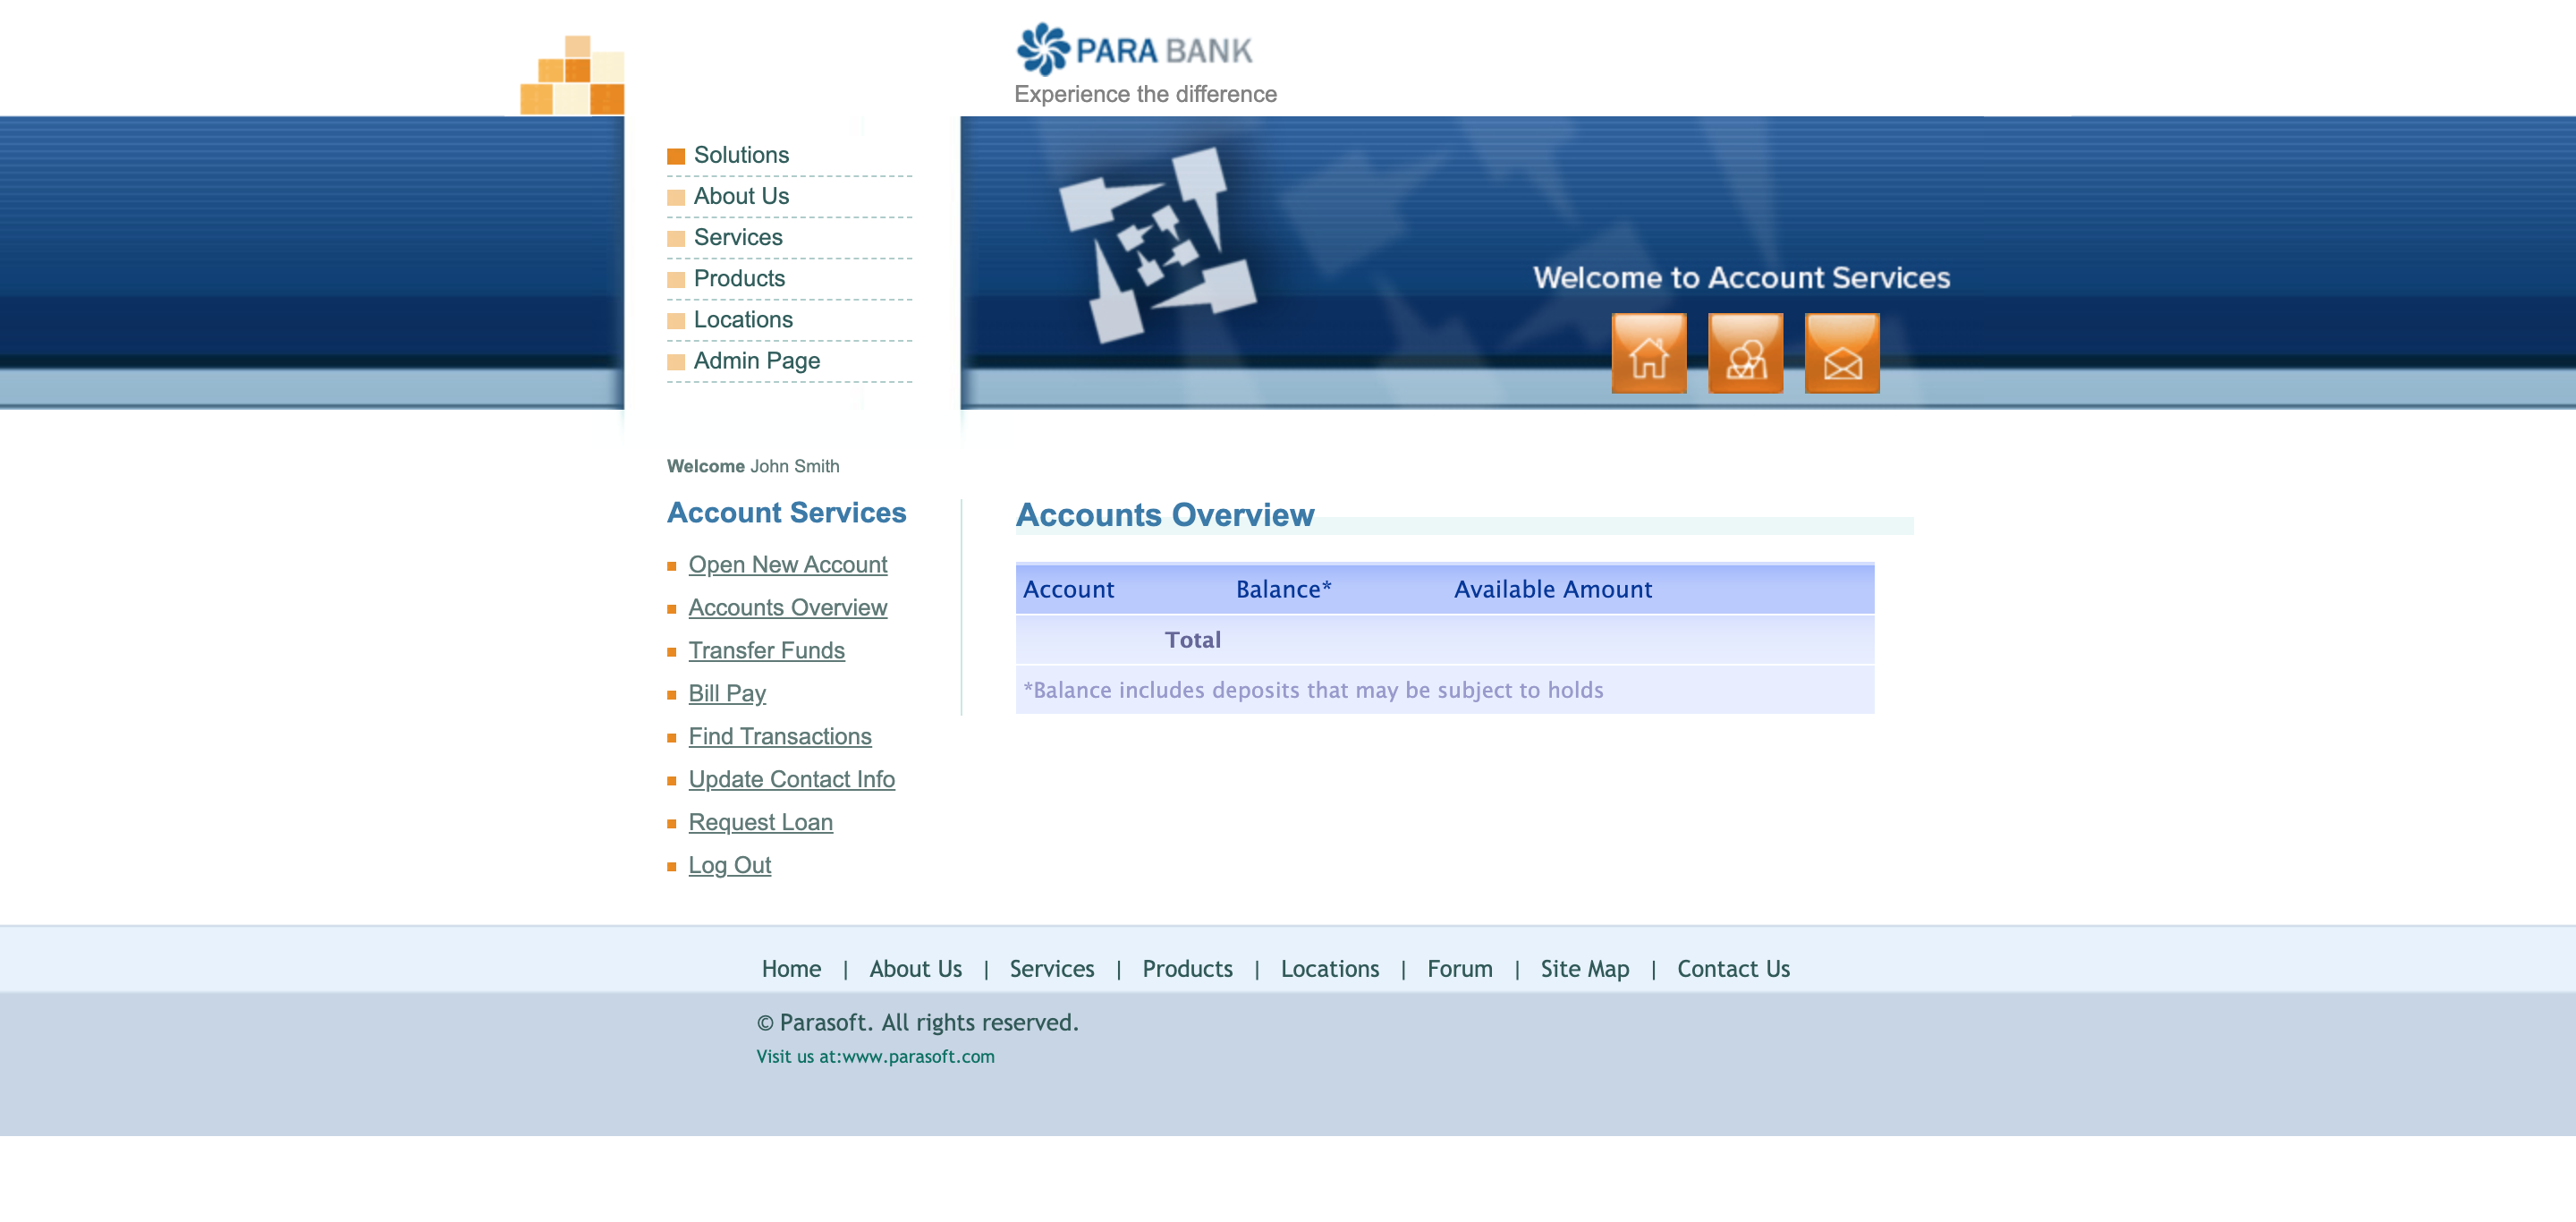 PARA BANK
Experience the difference
Solutions
About Us
Services
Products
Locations
Admin Page
Welcome to Account Services
Welcome John Smith
Account Services
Open New Account
Accounts Overview
Transfer Funds
Bill Pay
Find Transactions
Update Contact Info
Request Loan
Log Out
Accounts Overview
Account Balance* Available Amount
Total
*Balance includes deposits that may be subject to holds
Home | About Us | Services | Products | Locations | Forum | Site Map | Contact Us
© Parasoft. All rights reserved.
Visit us at:www.parasoft.com